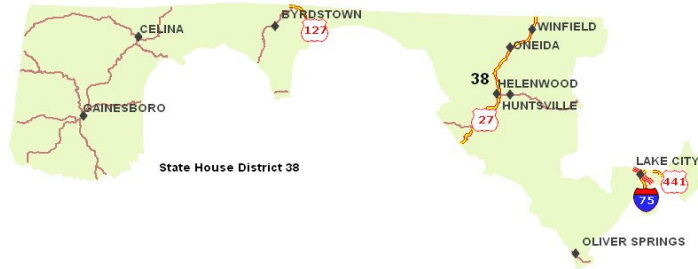 CELINA
BYRDSTOWN
127
WINFIELD
ONEIDA
38
HELENWOOD
HUNTSVILLE
GAINESBORO
27
State House District 38
LAKE CITY
441
75
OLIVER SPRINGS